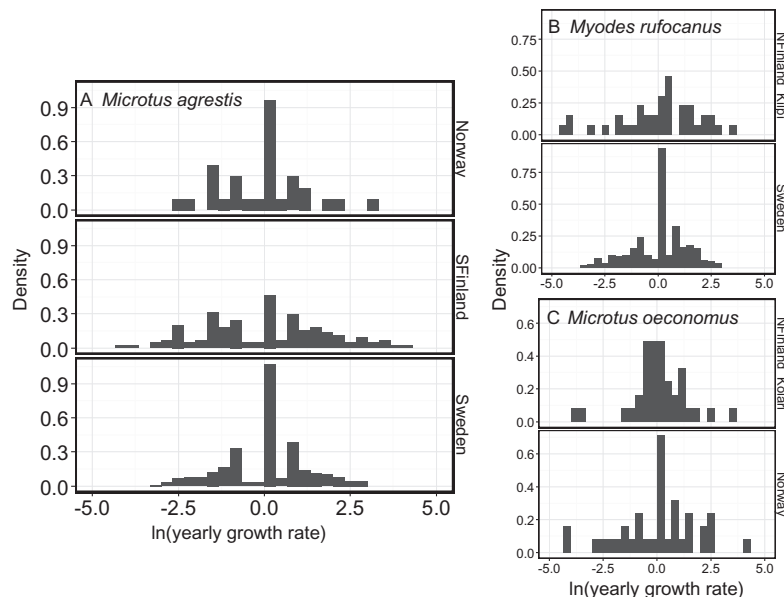 A Microtus agrestis
0.9
0.6
0.3
0.0
Norway
0.9
0.6
0.3
0.0
SFinland
0.9
0.6
0.3
0.0
Sweden
Density
-5.0 -2.5 0.0 2.5 5.0
ln(yearly growth rate)
B Myodes rufocanus
0.75
0.50
0.25
0.00
NFinland_Kilpi
0.75
0.50
0.25
0.00
Sweden
-5.0 -2.5 0.0 2.5 5.0
Density
C Microtus oeconomus
0.6
0.4
0.2
0.0
0.6
0.4
0.2
0.0
Norway
-5.0 -2.5 0.0 2.5 5.0
ln(yearly growth rate)